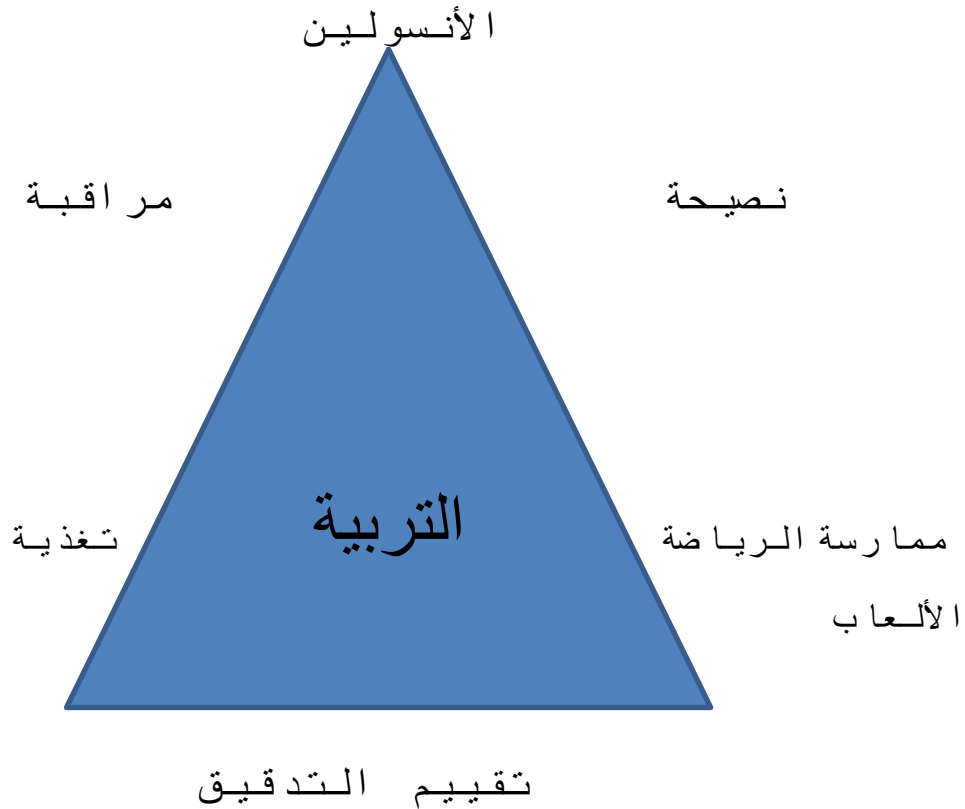 الأنسولين
نصيحة
مراقبة
التربية
ممارسة الرياضة
تغذية
الألعاب
تقييم التدقيق